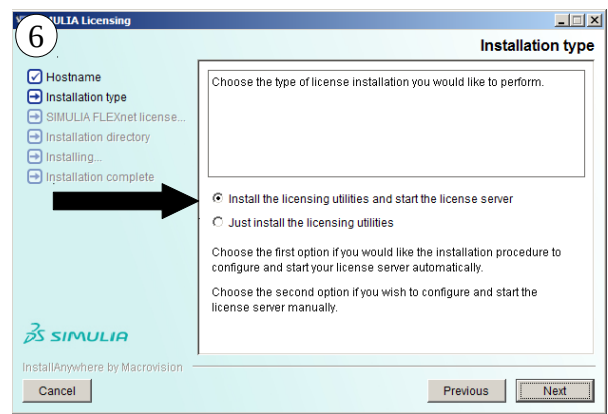 6
ULIA Licensing
Installation type
Hostname
Installation type
SIMULIA FLEXnet license...
Installation directory
Installing...
Installation complete
Choose the type of license installation you would like to perform.
Install the licensing utilities and start the license server
Just install the licensing utilities
Choose the first option if you would like the installation procedure to
configure and start your license server automatically.
Choose the second option if you wish to configure and start the
license server manually.
SIMULIA
InstallAnywhere by Macrovision
Cancel
Previous
Next